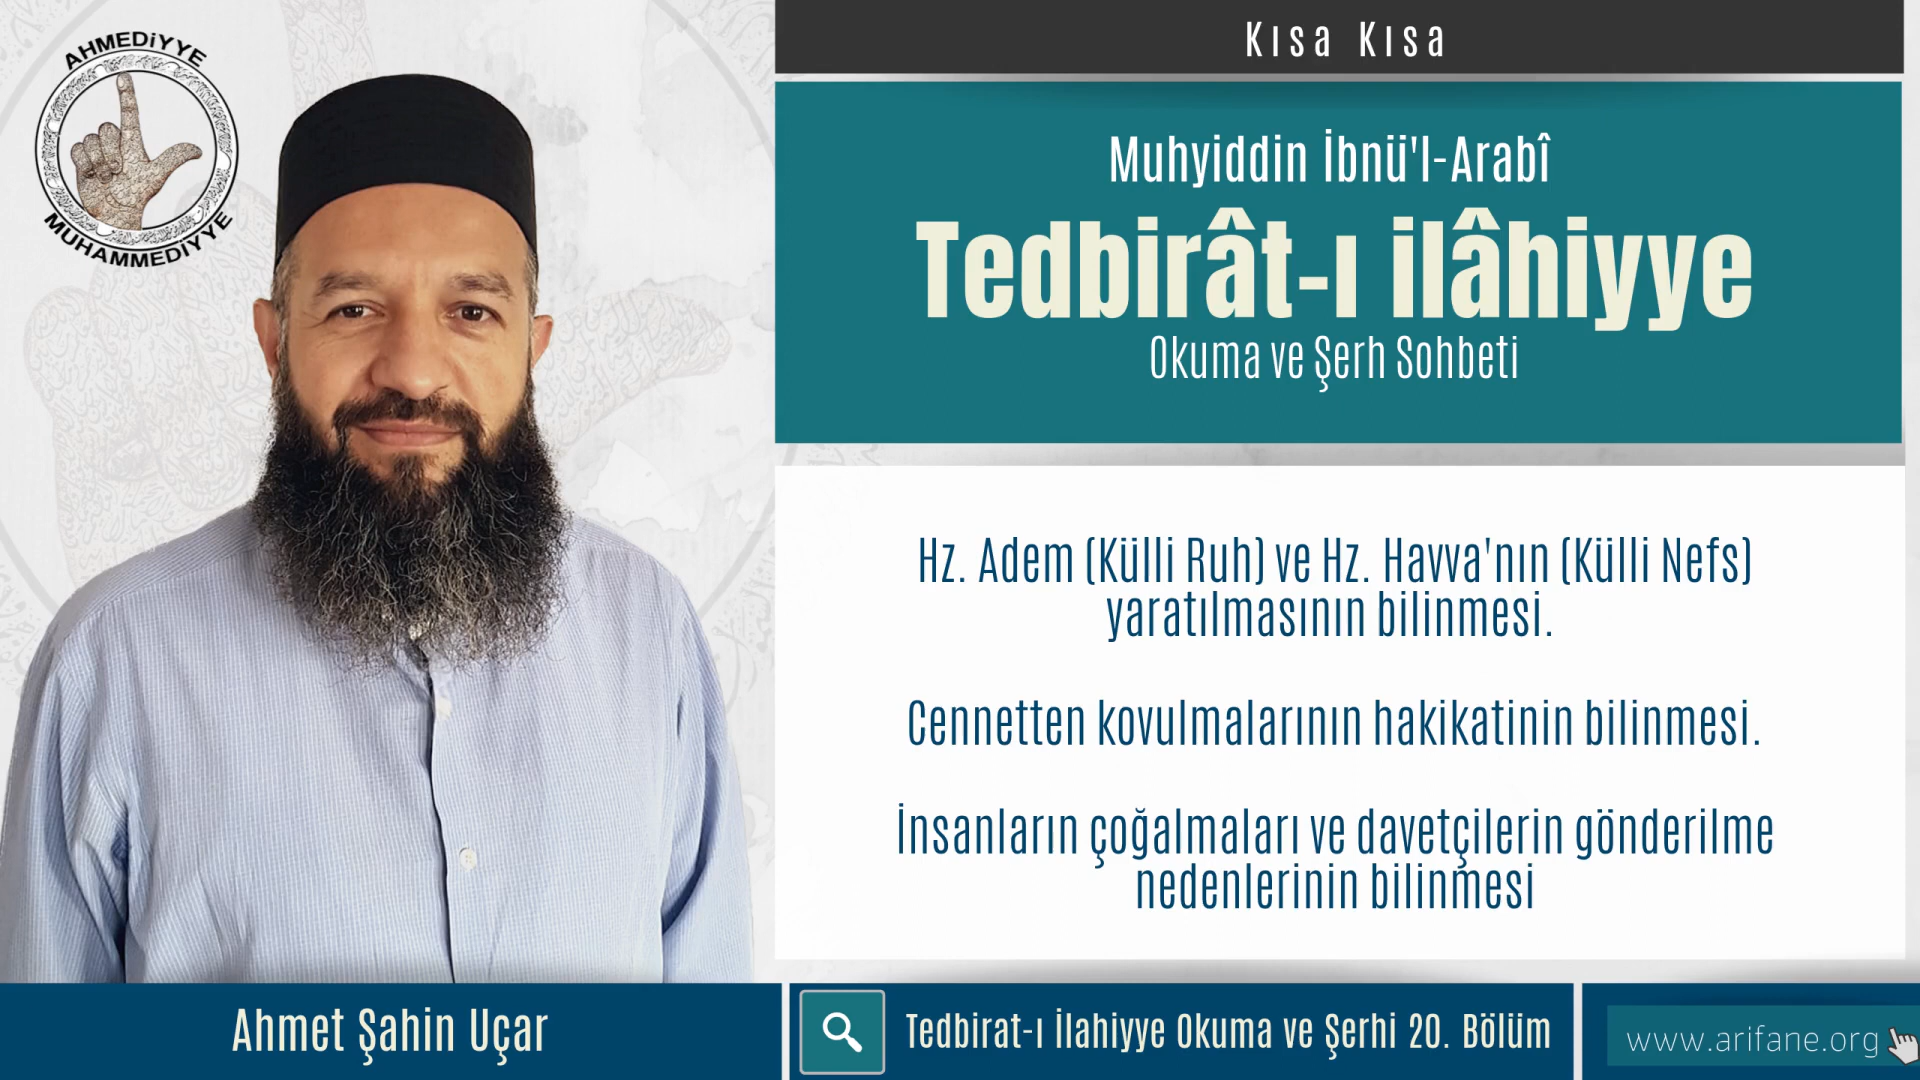 AHMEDiYYE
MUHAMMEDİYYE
Kısa Kısa
Muhyiddin İbnü'l-Arabî
Tedbirât-ı ilâhiyye
Okuma ve Şerh Sohbeti
Hz. Adem (Külli Ruh) ve Hz. Havva'nın (Külli Nefs)
yaratılmasının bilinmesi.
Cennetten kovulmalarının hakikatinin bilinmesi.
İnsanların çoğalmaları ve davetçilerin gönderilme
nedenlerinin bilinmesi
Ahmet Şahin Uçar
Tedbirat-ı İlahiyye Okuma ve Şerhi 20. Bölüm
www.arifane.org